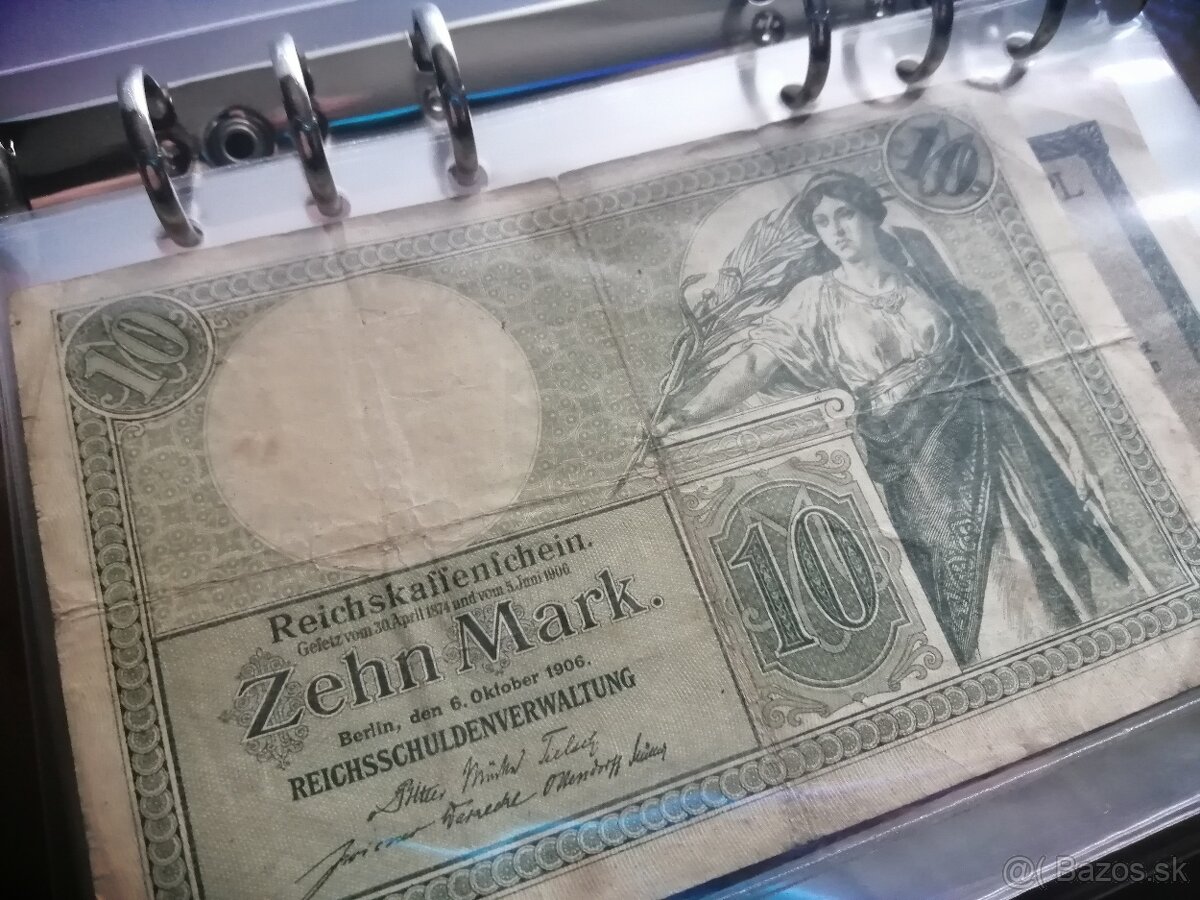 10
10
L
Reichskaſſenſchein.
Geſetz vom 30. April 1874 und vom 5. Juni 1906
Zehn Mark.
Berlin, den 6. Oktober 1906.
REICHSSCHULDENVERWALTUNG
10
@( Bazos.sk